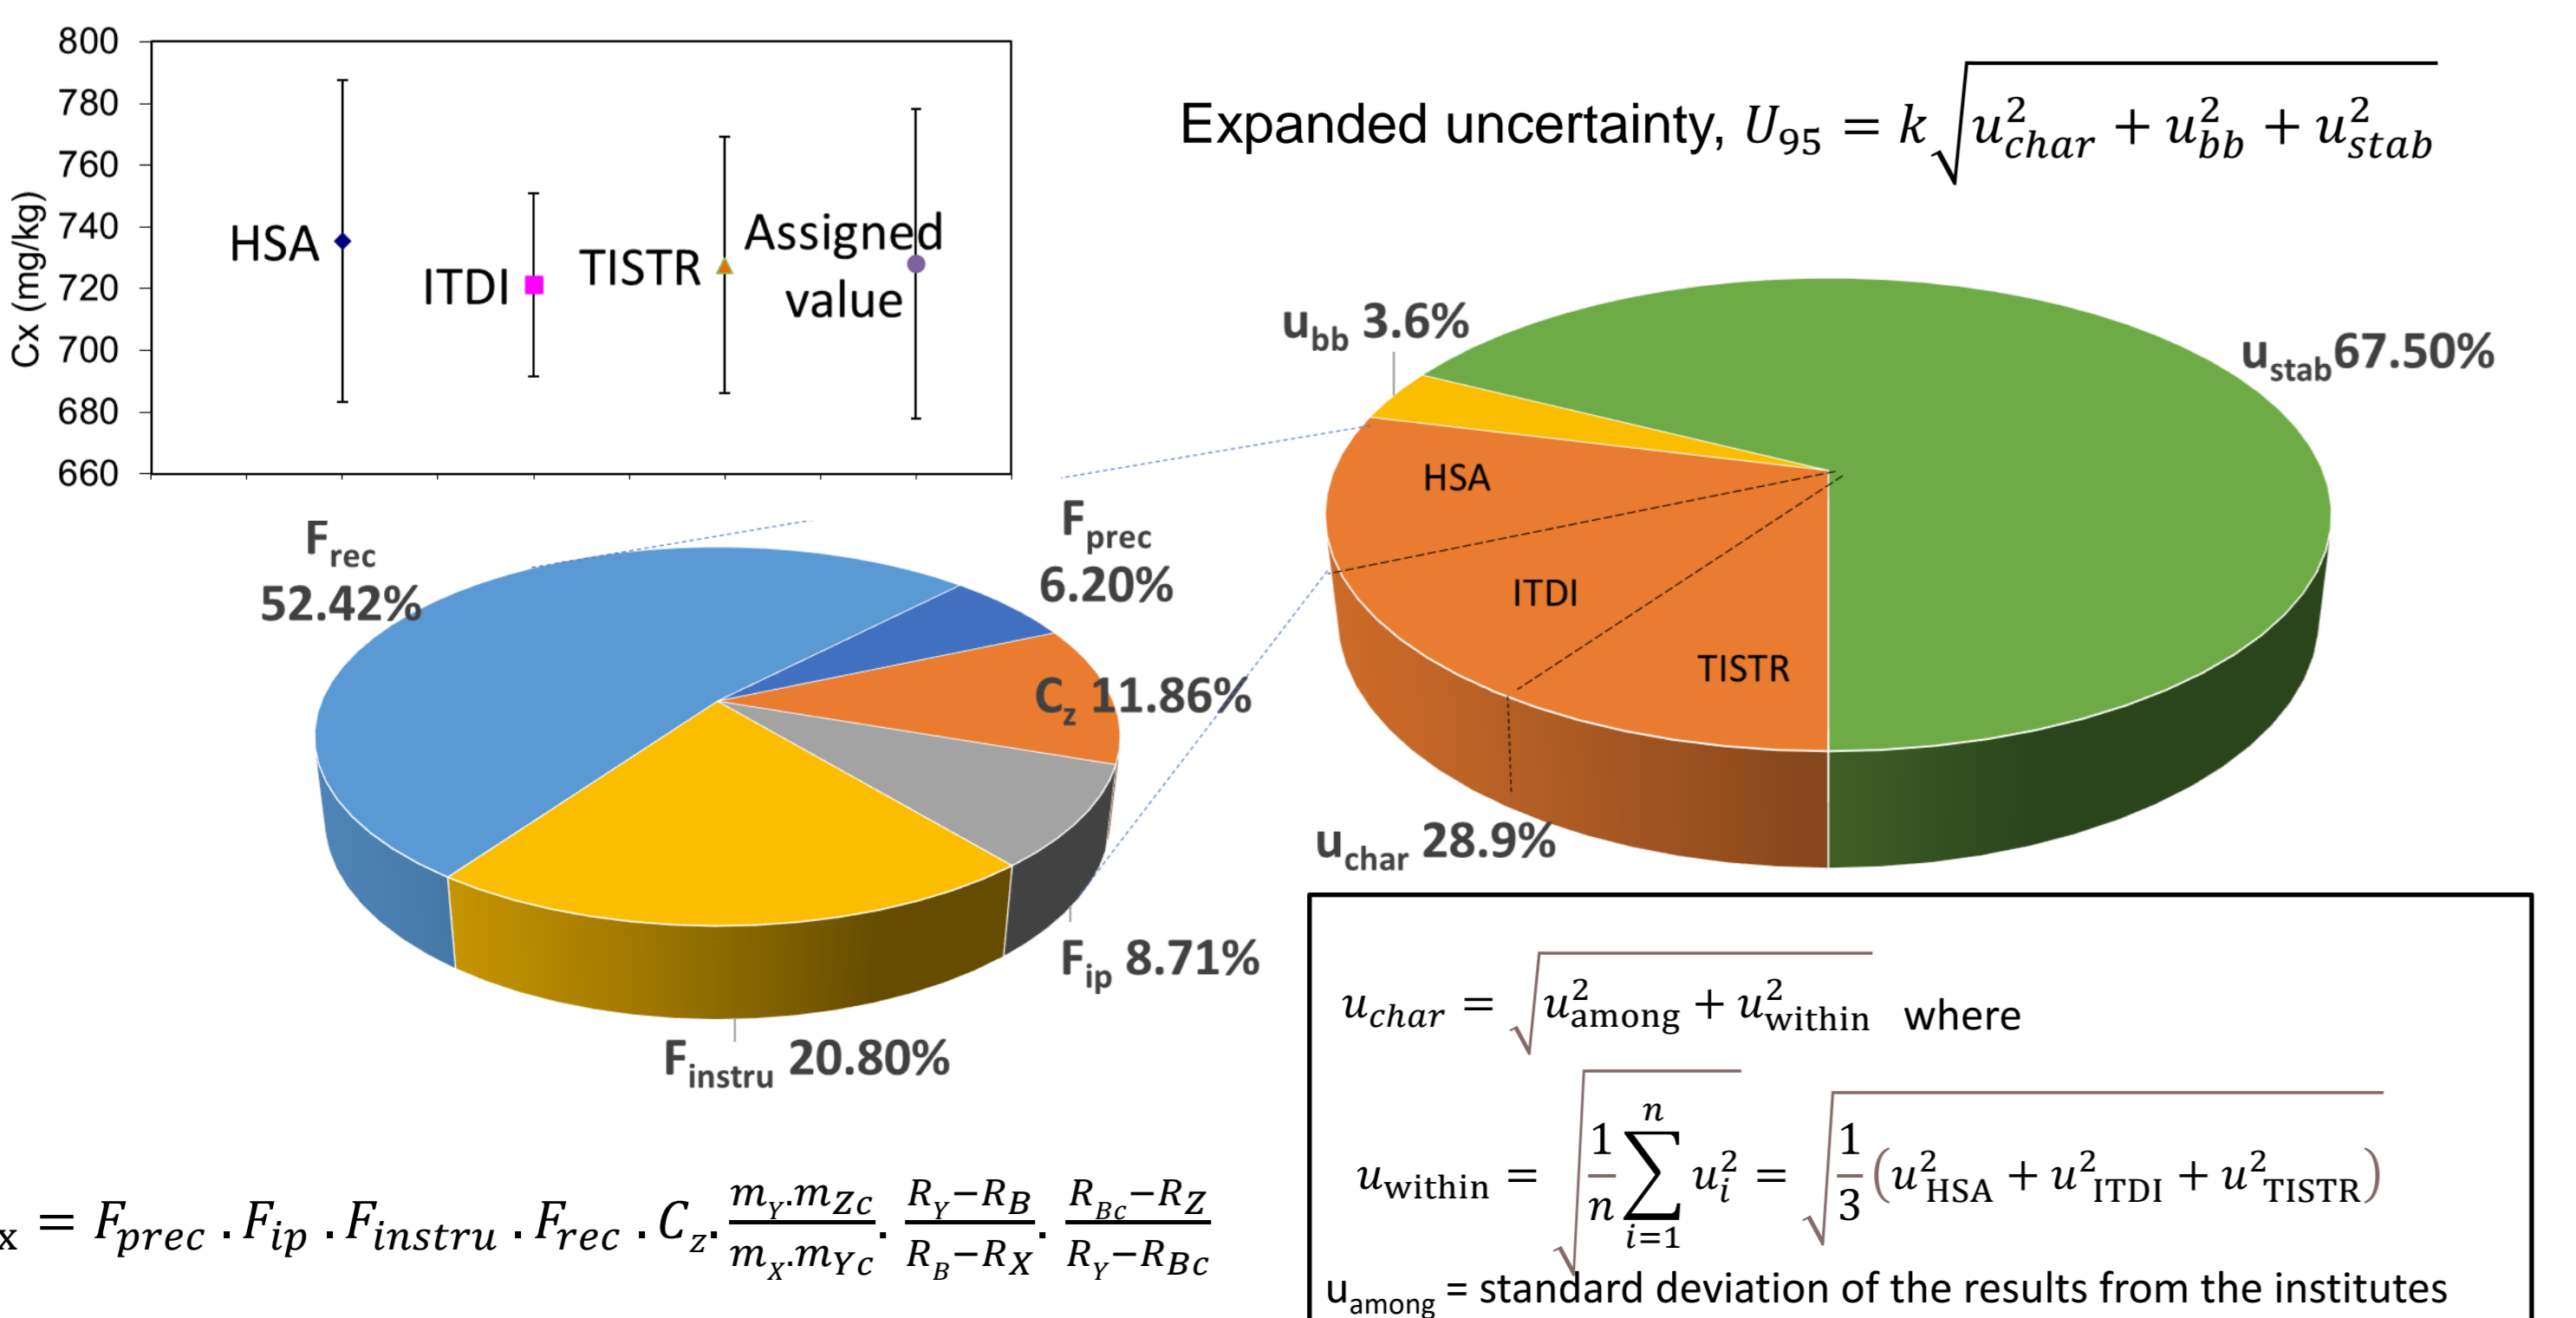 800
780
760
740
720
700
680
660
Cx (mg/kg)
HSA
ITDI
TISTR
Assigned
value
Expanded uncertainty, U₉₅ = k√(u²char + u²bb + u²stab)
ubb 3.6%
ustab67.50%
HSA
ITDI
TISTR
uchar 28.9%
Frec
52.42%
Fprec
6.20%
Cz 11.86%
Fip 8.71%
Finstru 20.80%
x = Fprec . Fip . Finstru . Frec . Cz. (mY.mZc)/(mX.mYc). (RY−RB)/(RB−RX). (RBc−RZ)/(RY−RBc)
uchar = √(u²among + u²within) where
uwithin = √(1/n ∑ⁿi=1 u²i) = √(1/3 (u²HSA + u²ITDI + u²TISTR))
uamong = standard deviation of the results from the institutes